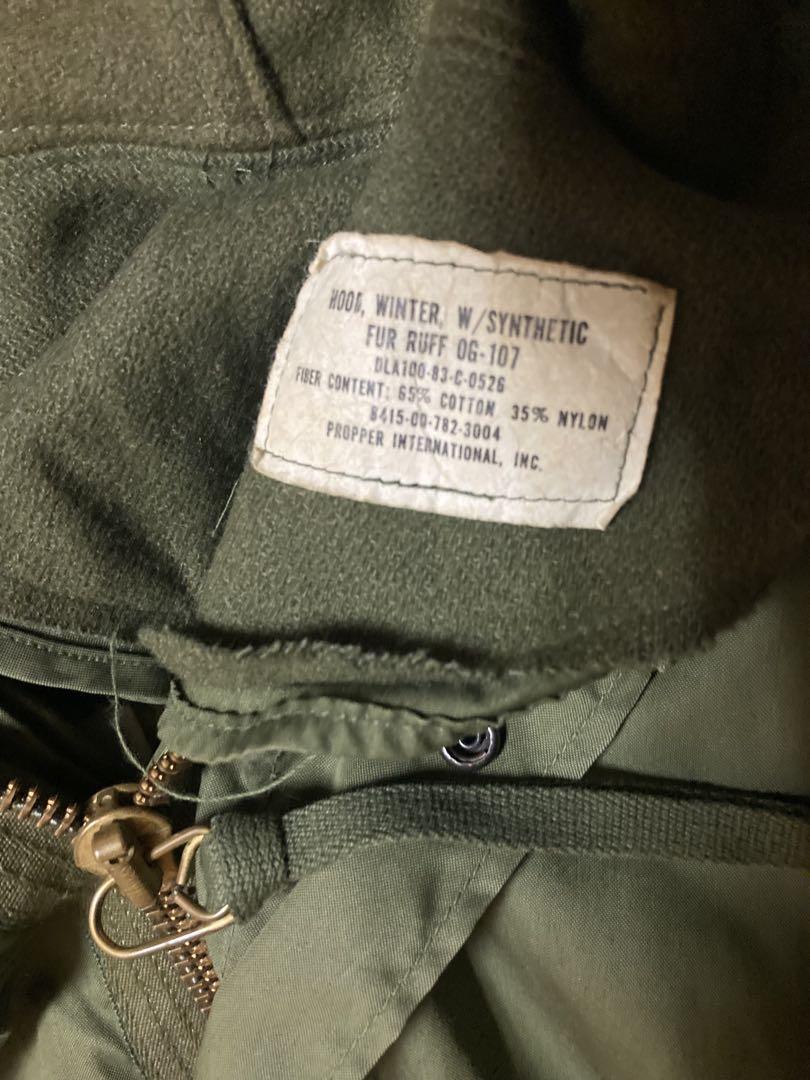 HOOD, WINTER, W/SYNTHETIC
FUR RUFF OG-107
DLA100-83-C-0526
FIBER CONTENT: 65% COTTON 35% NYLON
8415-00-782-3004
PROPPER INTERNATIONAL, INC.